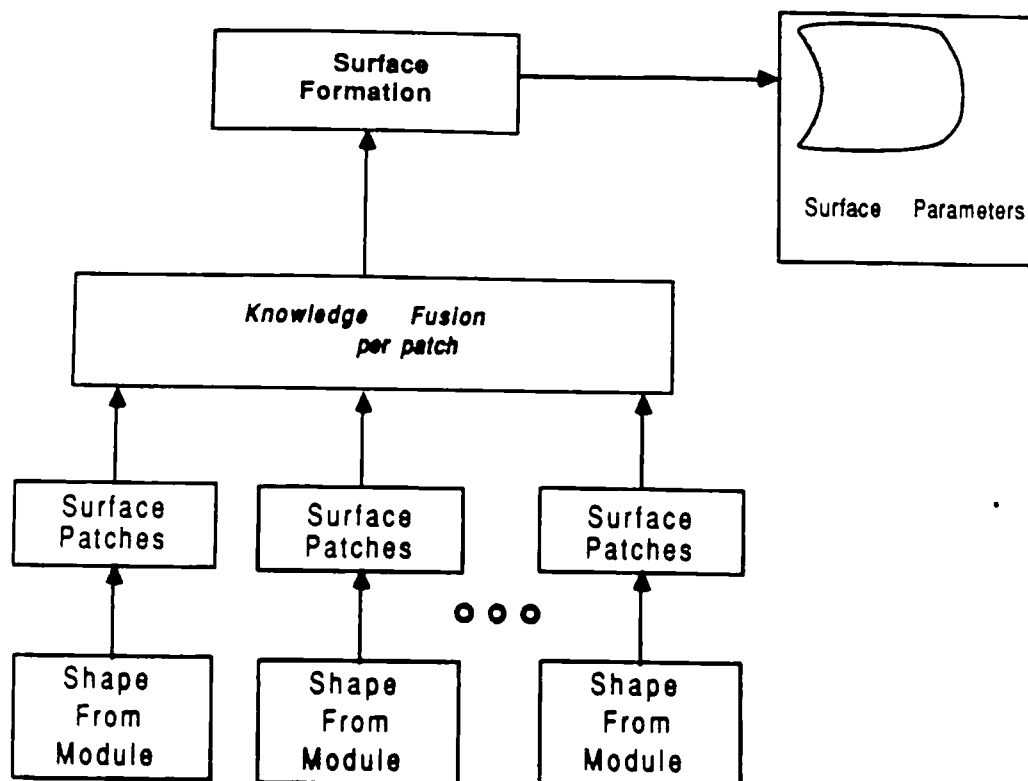 Surface
Formation
Surface Parameters
Knowledge Fusion
per patch
Surface
Patches
Surface
Patches
Surface
Patches
Shape
From
Module
Shape
From
Module
Shape
From
Module